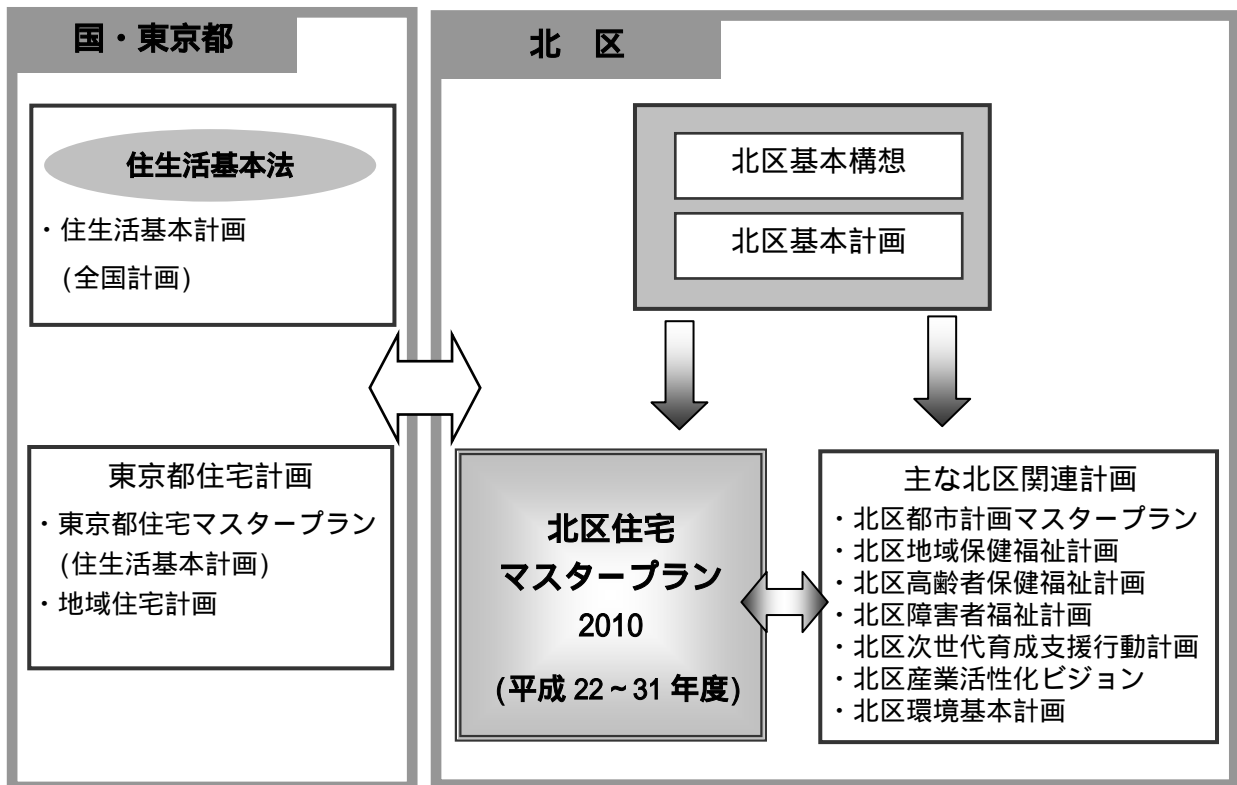 国・東京都
住生活基本法
・住生活基本計画
(全国計画)
東京都住宅計画
・東京都住宅マスタープラン
(住生活基本計画)
・地域住宅計画
北 区
北区基本構想
北区基本計画
北区住宅
マスタープラン
2010
(平成 22～31 年度)
主な北区関連計画
・北区都市計画マスタープラン
・北区地域保健福祉計画
・北区高齢者保健福祉計画
・北区障害者福祉計画
・北区次世代育成支援行動計画
・北区産業活性化ビジョン
・北区環境基本計画